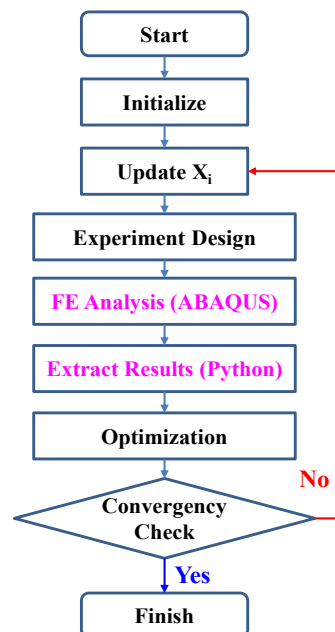 Start
Initialize
Update Xi
Experiment Design
FE Analysis (ABAQUS)
Extract Results (Python)
Optimization
Convergency
Check
No
Yes
Finish